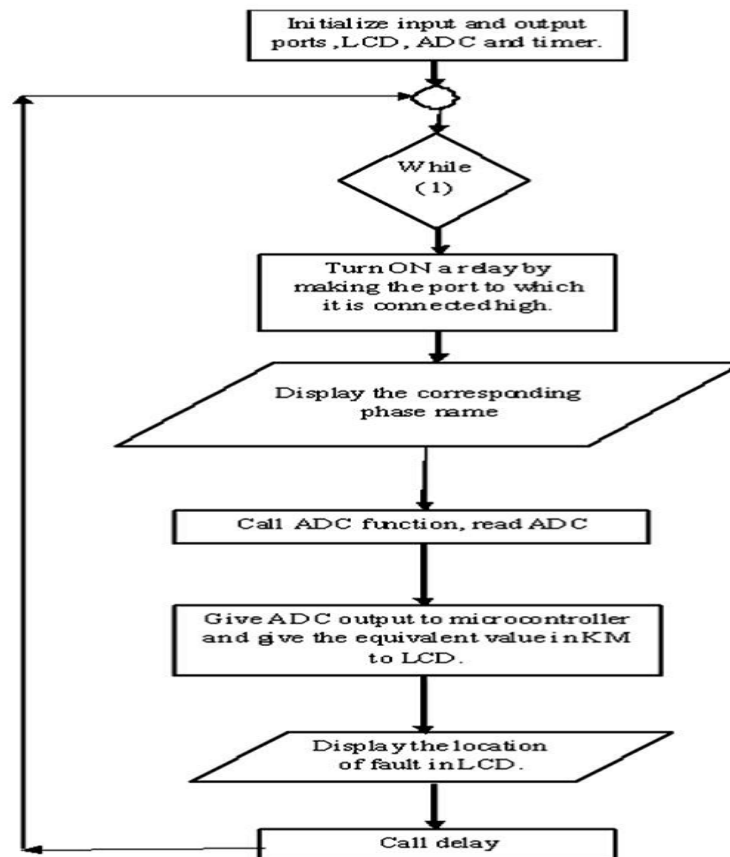 Initialize input and output
ports ,LCD, ADC and timer.
While
(1)
Turn ON a relay by
making the port to which
it is connected high.
Display the corresponding
phase name
Call ADC function, read ADC
Give ADC output to microcontroller
and give the equivalent value in KM
to LCD.
Display the location
of fault in LCD.
Call delay